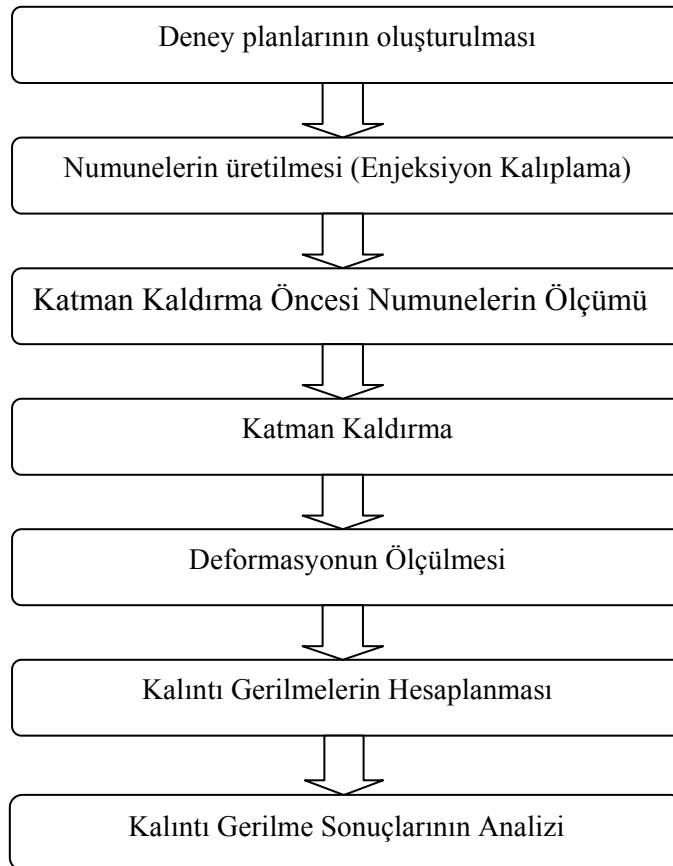 Deney planlarının oluşturulması
Numunelerin üretilmesi (Enjeksiyon Kalıplama)
Katman Kaldırma Öncesi Numunelerin Ölçümü
Katman Kaldırma
Deformasyonun Ölçülmesi
Kalıntı Gerilmelerin Hesaplanması
Kalıntı Gerilme Sonuçlarının Analizi